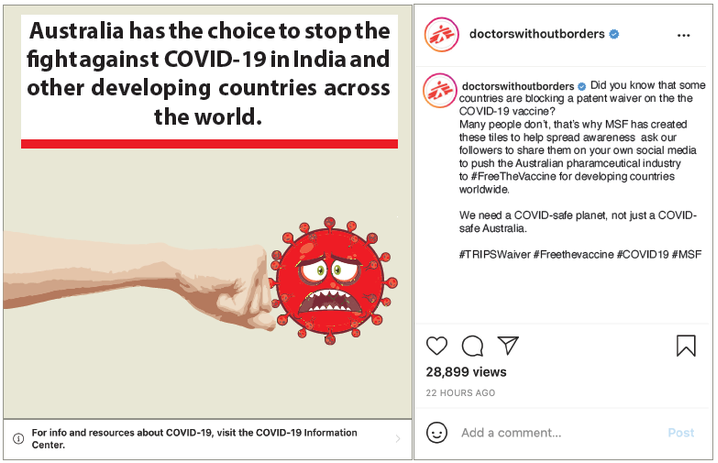 Australia has the choice to stop the
fight against COVID-19 in India and
other developing countries across
the world.
For info and resources about COVID-19, visit the COVID-19 Information
Center.
doctorswithoutborders
doctorswithoutborders Did you know that some
countries are blocking a patent waiver on the the
COVID-19 vaccine?
Many people don't, that's why MSF has created
these tiles to help spread awareness ask our
followers to share them on your own social media
to push the Australian pharamceutical industry
to #FreeTheVaccine for developing countries
worldwide.
We need a COVID-safe planet, not just a COVID-
safe Australia.
#TRIPSWaiver #Freethevaccine #COVID19 #MSF
28,899 views
22 HOURS AGO
Add a comment... Post